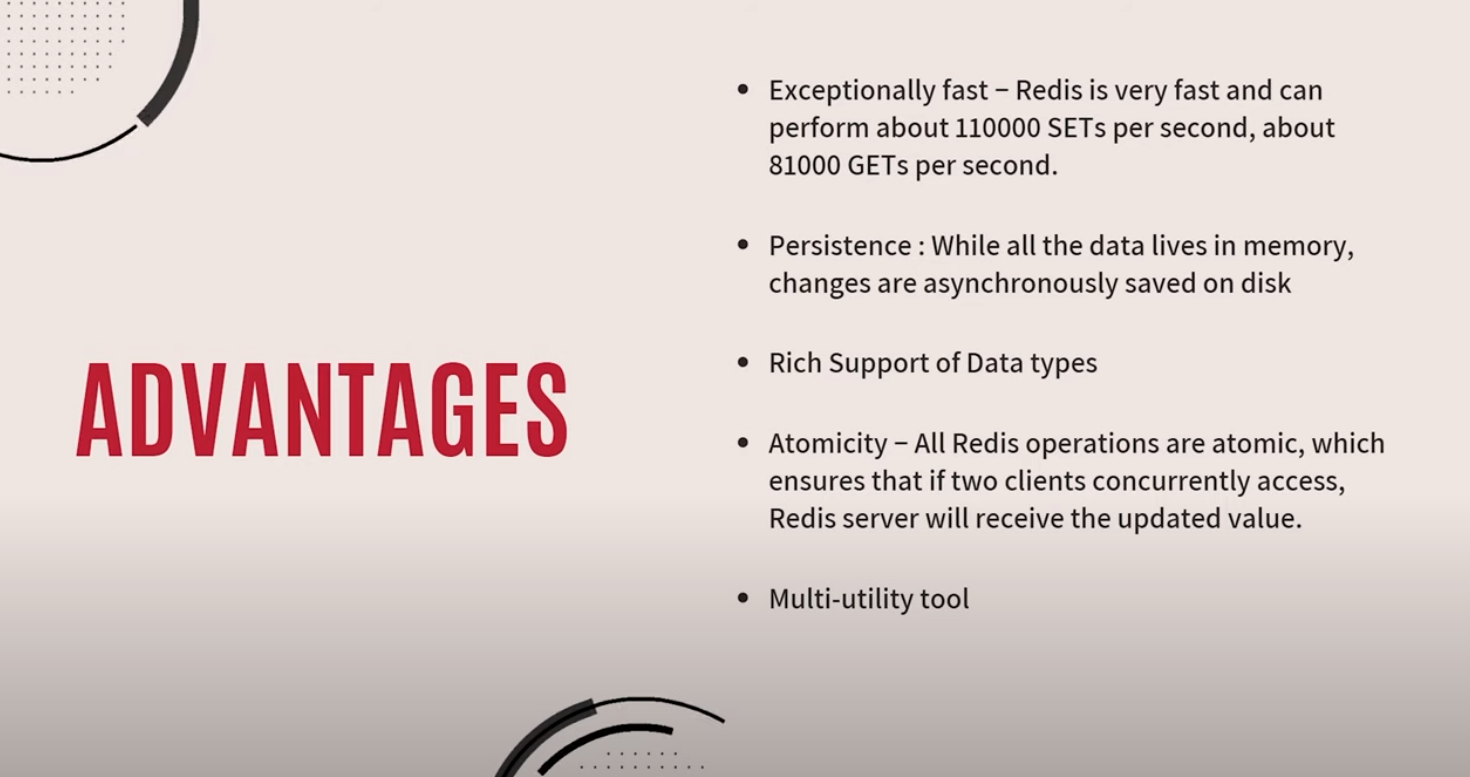 ADVANTAGES
• Exceptionally fast – Redis is very fast and can
perform about 110000 SETs per second, about
81000 GETs per second.
• Persistence : While all the data lives in memory,
changes are asynchronously saved on disk
• Rich Support of Data types
• Atomicity – All Redis operations are atomic, which
ensures that if two clients concurrently access,
Redis server will receive the updated value.
• Multi-utility tool